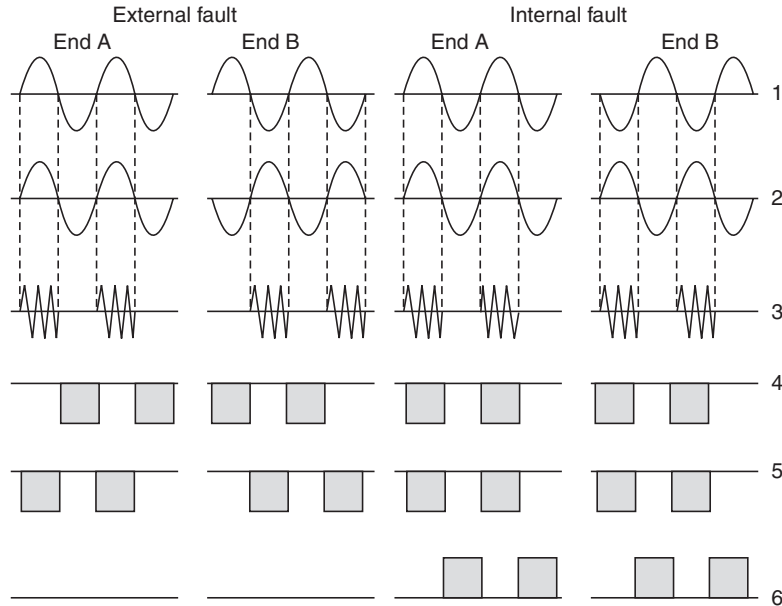 External fault
Internal fault
End A
End B
End A
End B
1
2
3
4
5
6